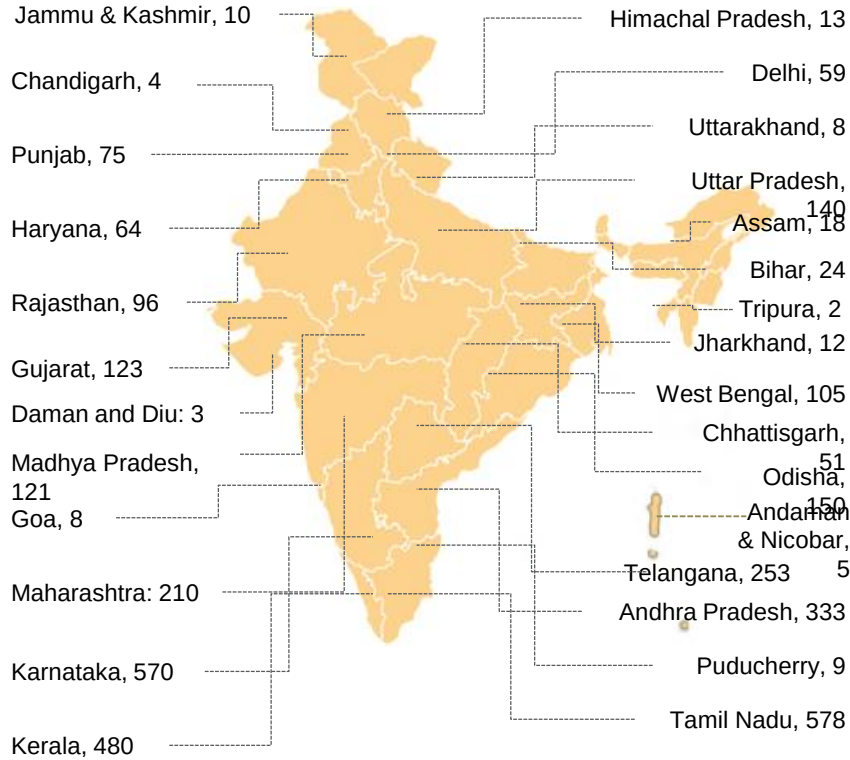 Jammu & Kashmir, 10
Chandigarh, 4
Punjab, 75
Haryana, 64
Rajasthan, 96
Gujarat, 123
Daman and Diu: 3
Madhya Pradesh,
121
Goa, 8
Maharashtra: 210
Karnataka, 570
Kerala, 480
Himachal Pradesh, 13
Delhi, 59
Uttarakhand, 8
Uttar Pradesh,
140
Assam, 18
Bihar, 24
Tripura, 2
Jharkhand, 12
West Bengal, 105
Chhattisgarh,
51
Odisha,
150
Andaman
& Nicobar,
5
Telangana, 253
Andhra Pradesh, 333
Puducherry, 9
Tamil Nadu, 578